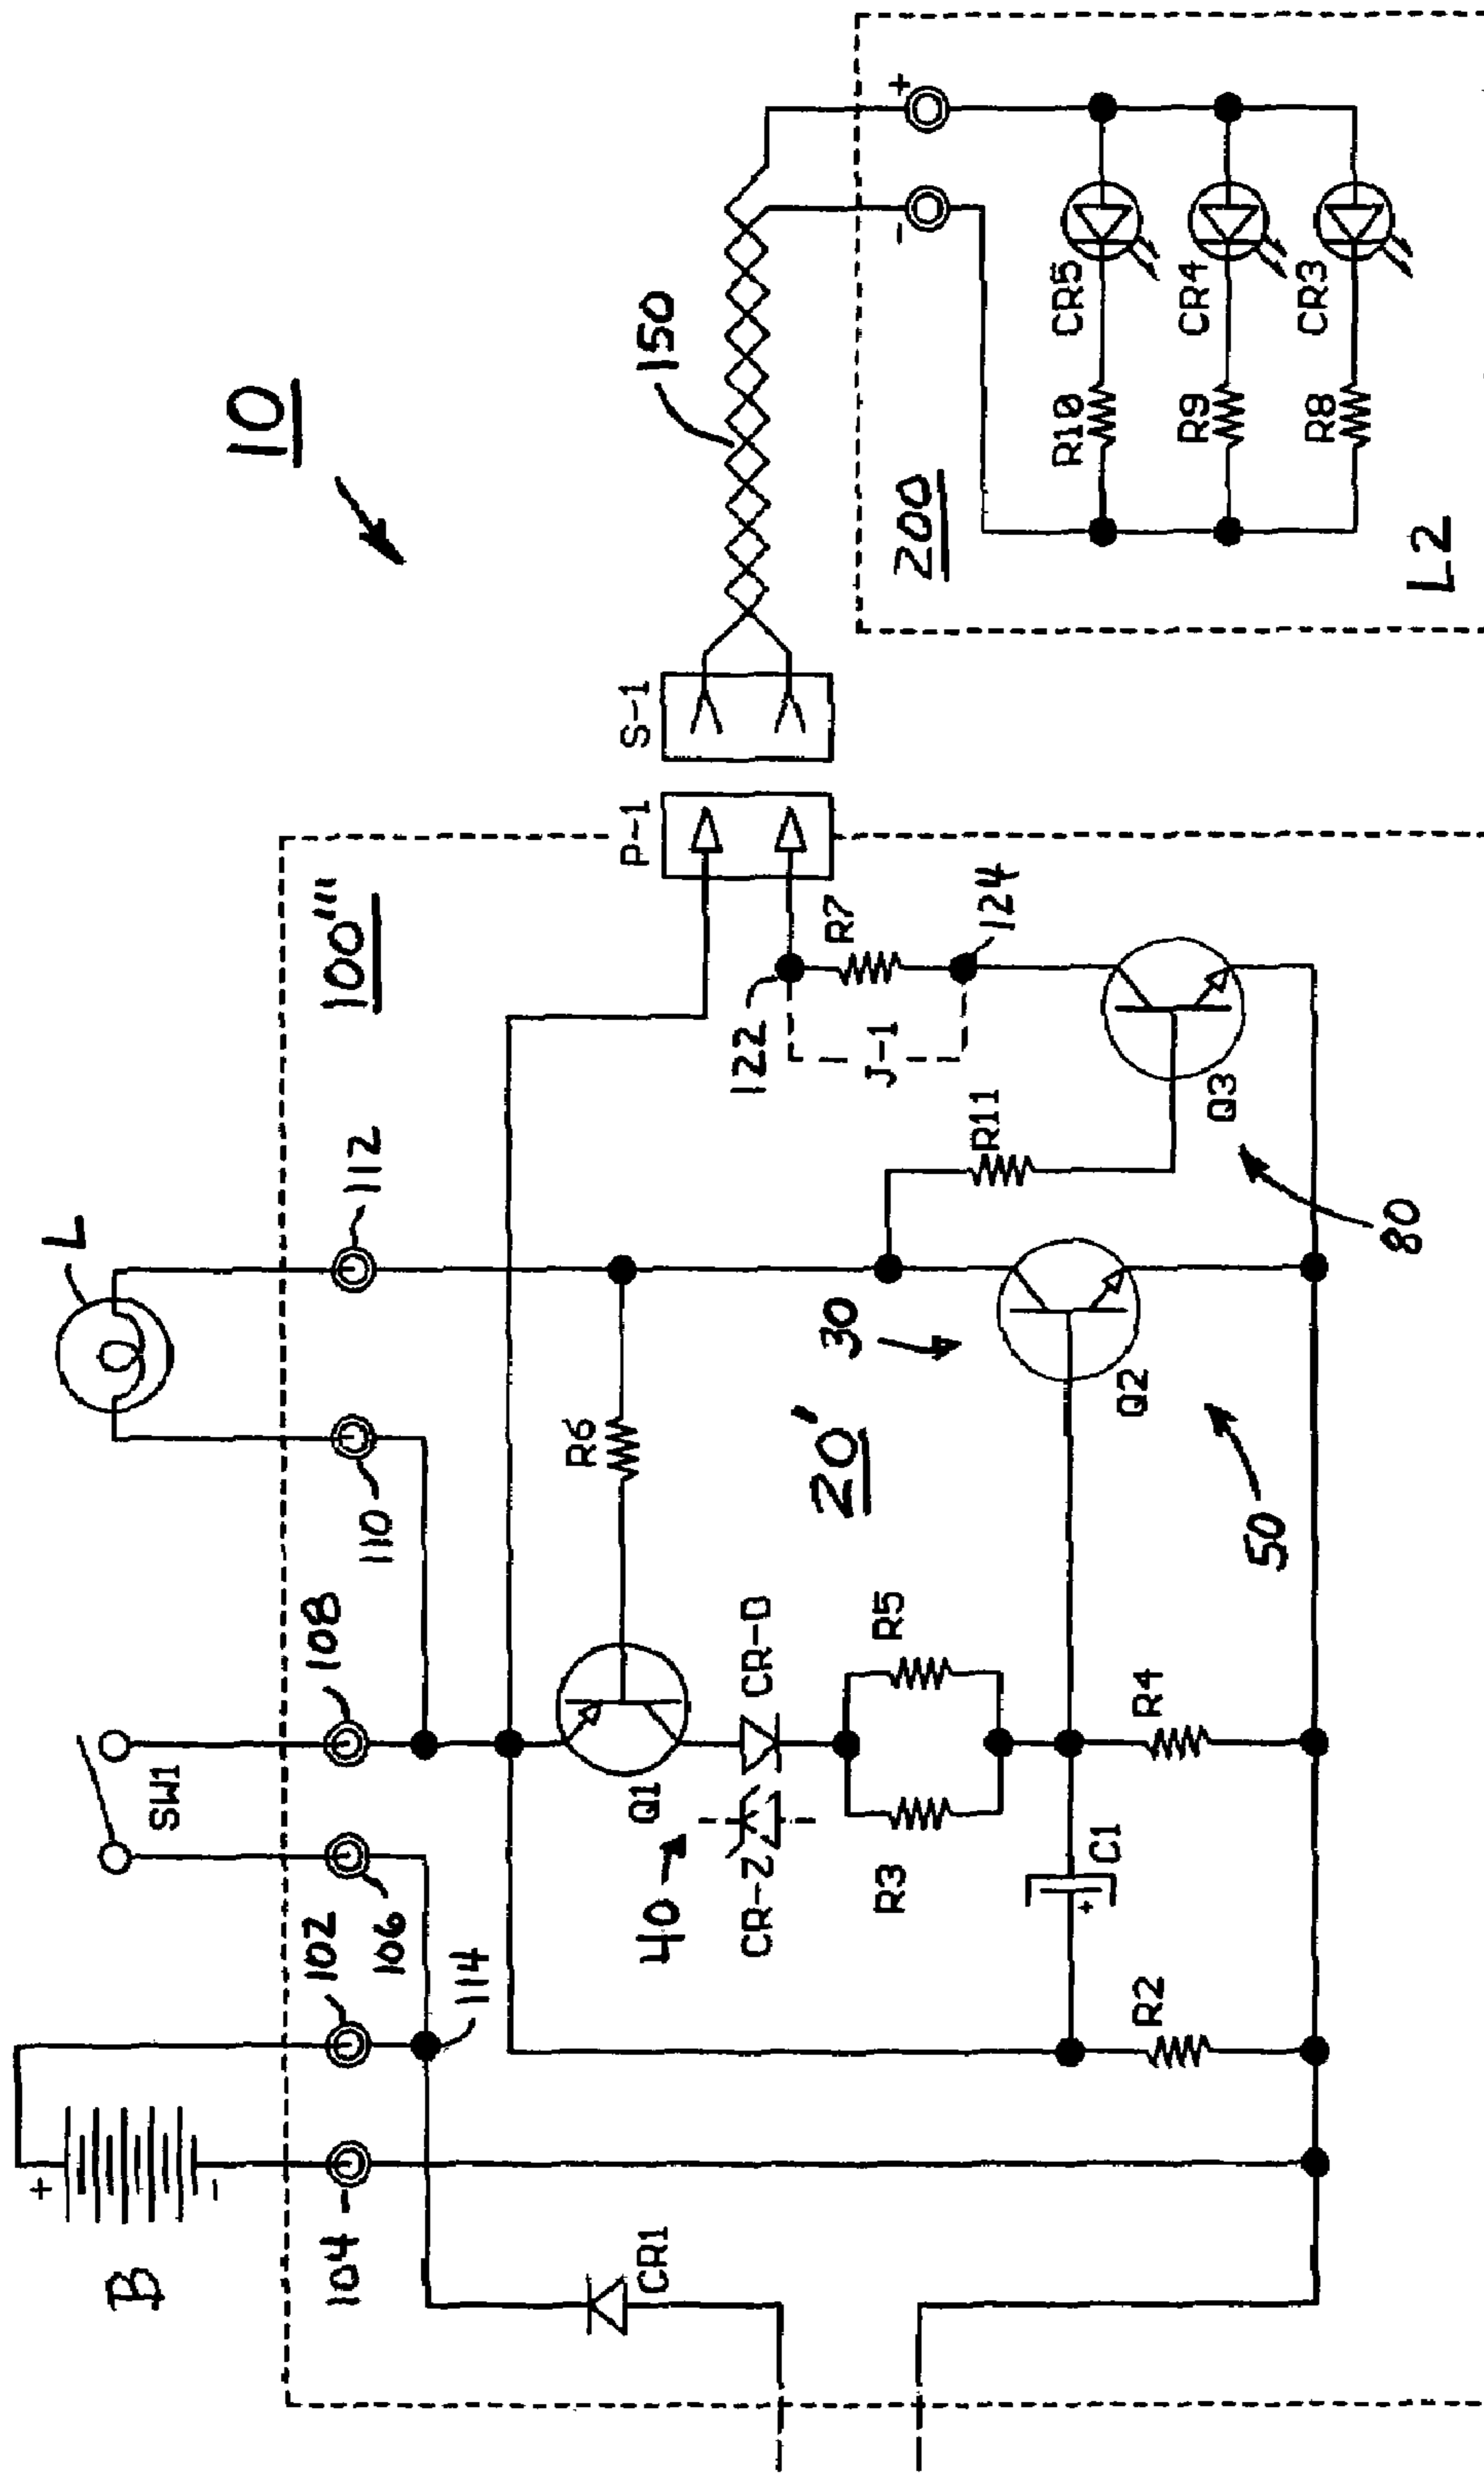 10
B
+
-
104
102
106
114
SW1
108
110
L
112
100'''
CR1
40
Q1
CR-Z
CR-D
R6
20'
R3
R5
C1
+
R2
R4
30
Q2
50
80
R11
Q3
J-1
122
124
R7
P-1
S-1
150
200
-
+
R10
CR5
R9
CR4
R8
CR3
L2